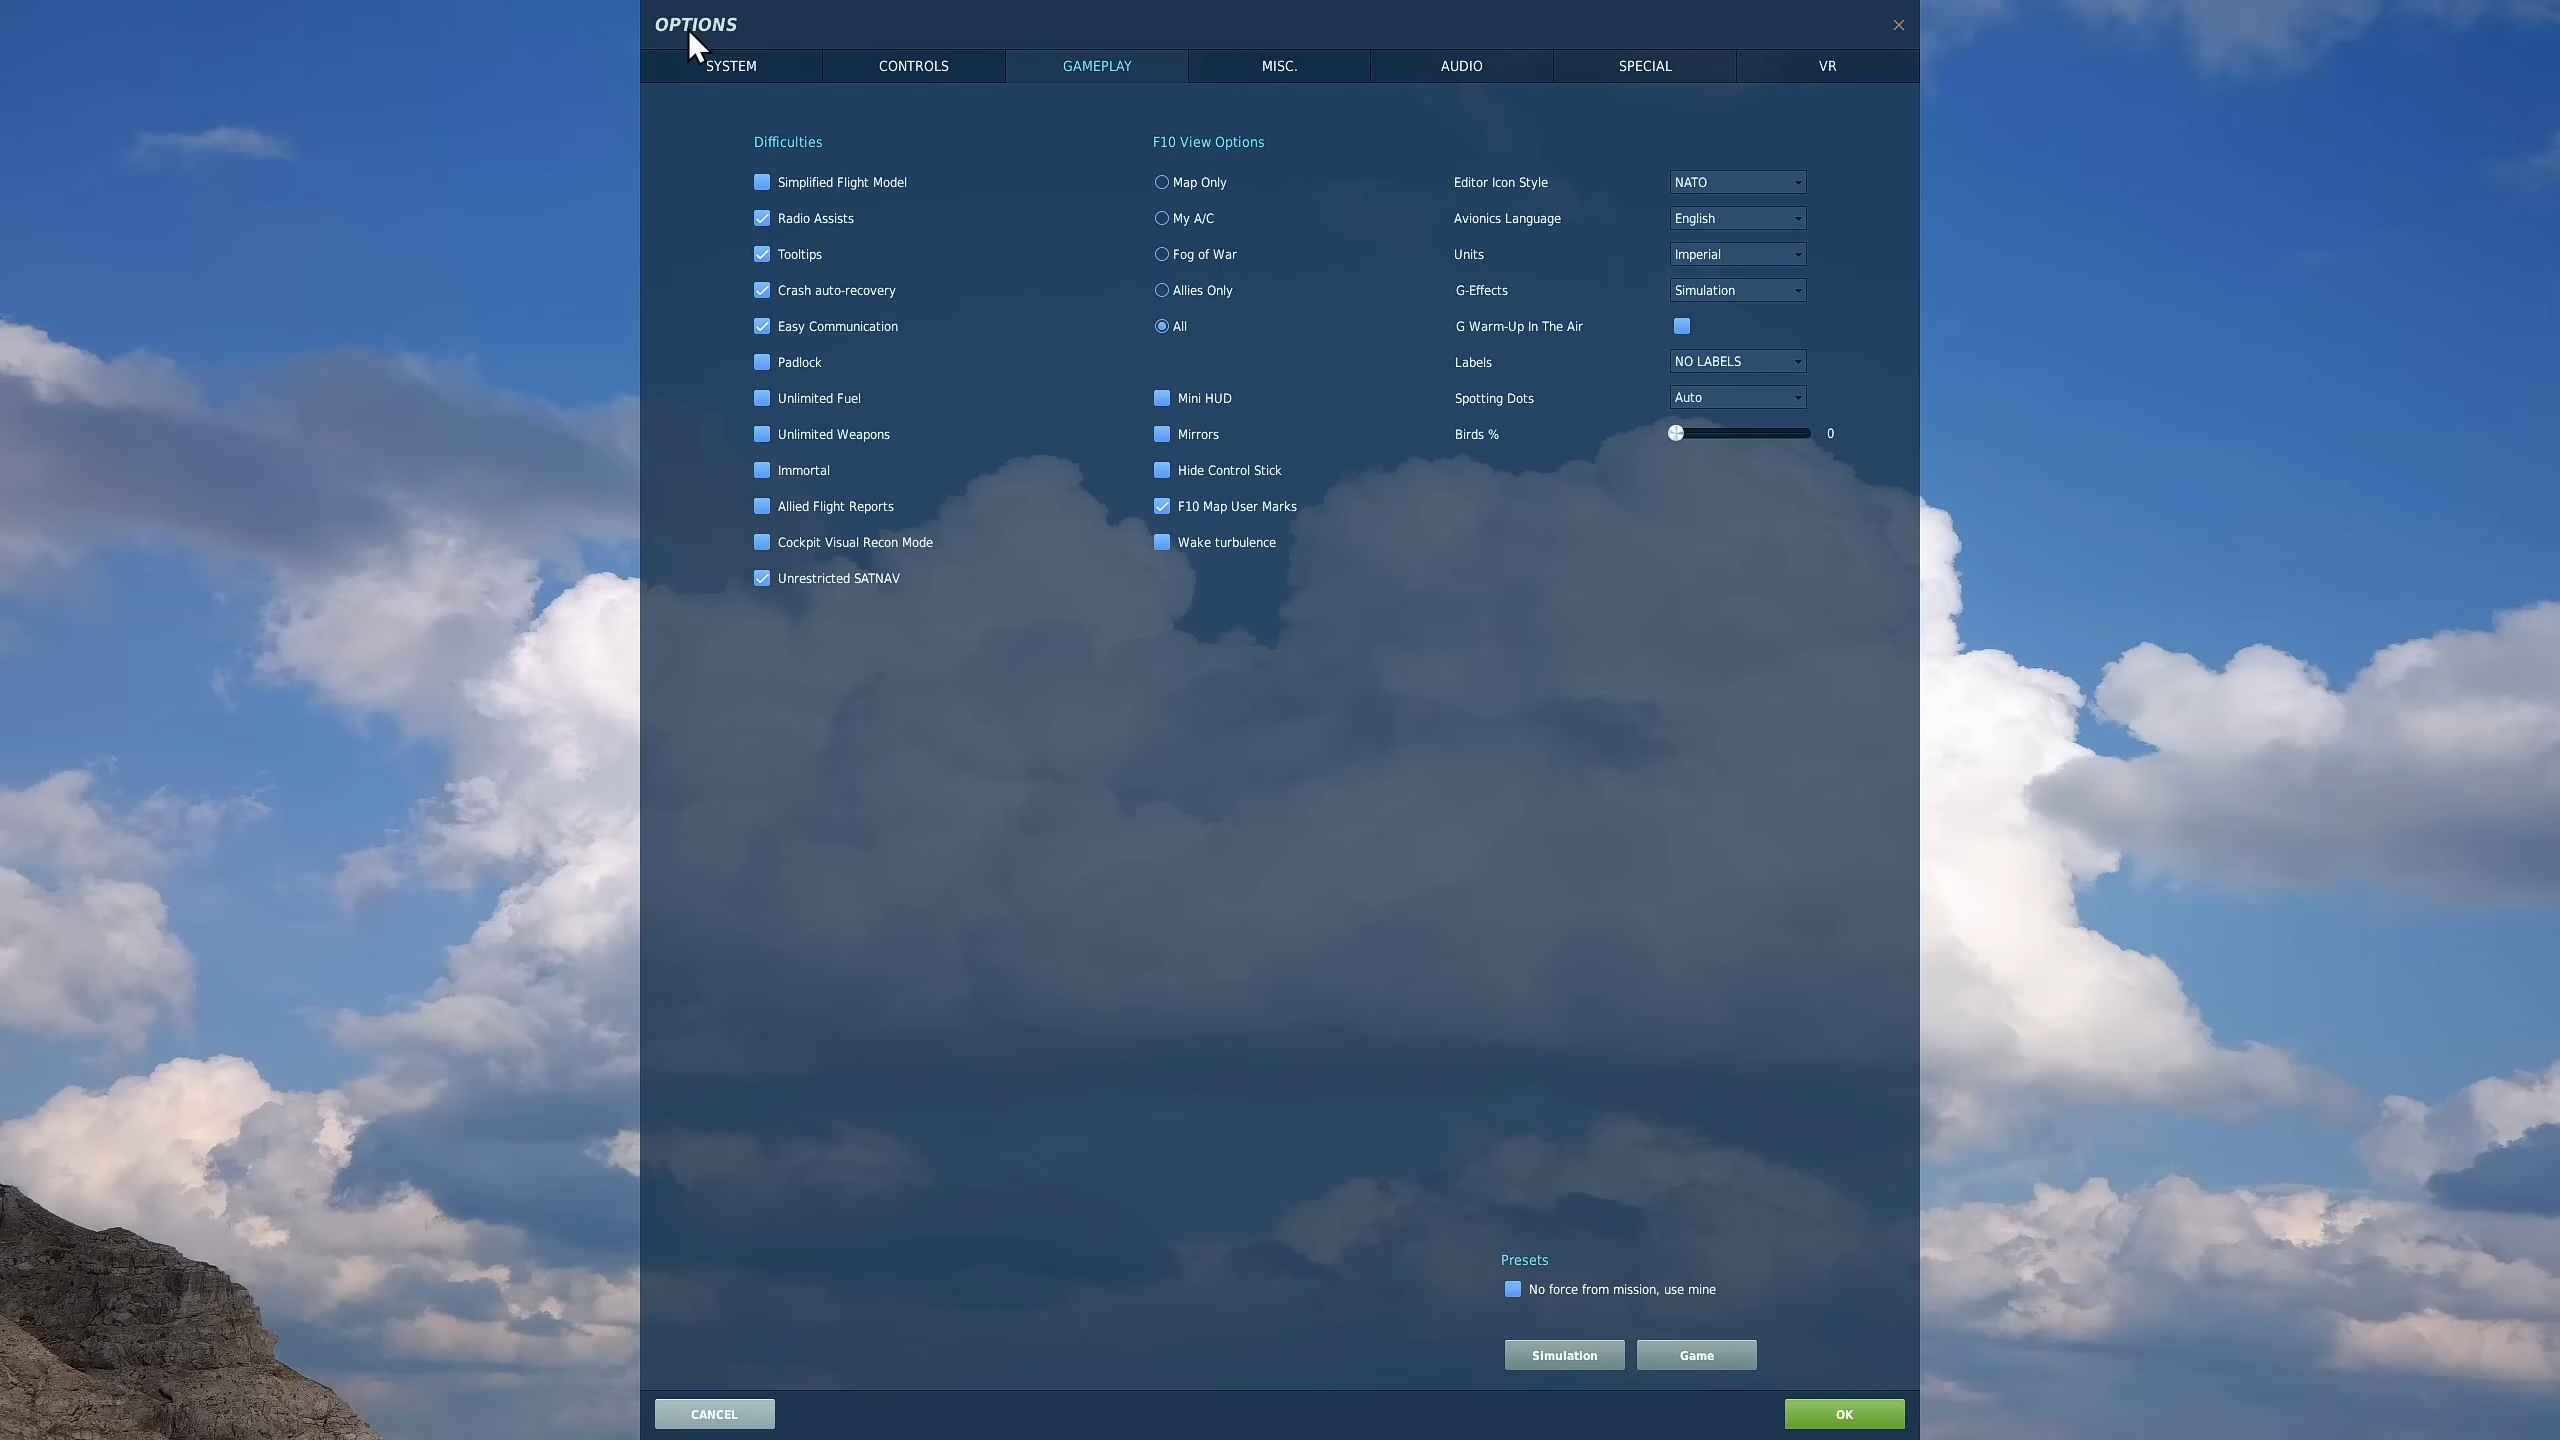 OPTIONS
SYSTEM CONTROLS GAMEPLAY MISC. AUDIO SPECIAL VR
Difficulties
Simplified Flight Model
Radio Assists
Tooltips
Crash auto-recovery
Easy Communication
Padlock
Unlimited Fuel
Unlimited Weapons
Immortal
Allied Flight Reports
Cockpit Visual Recon Mode
Unrestricted SATNAV
F10 View Options
Map Only
My A/C
Fog of War
Allies Only
All
Mini HUD
Mirrors
Hide Control Stick
F10 Map User Marks
Wake turbulence
Editor Icon Style NATO
Avionics Language English
Units Imperial
G-Effects Simulation
G Warm-Up In The Air
Labels NO LABELS
Spotting Dots Auto
Birds % 0
Presets
No force from mission, use mine
Simulation Game
CANCEL OK